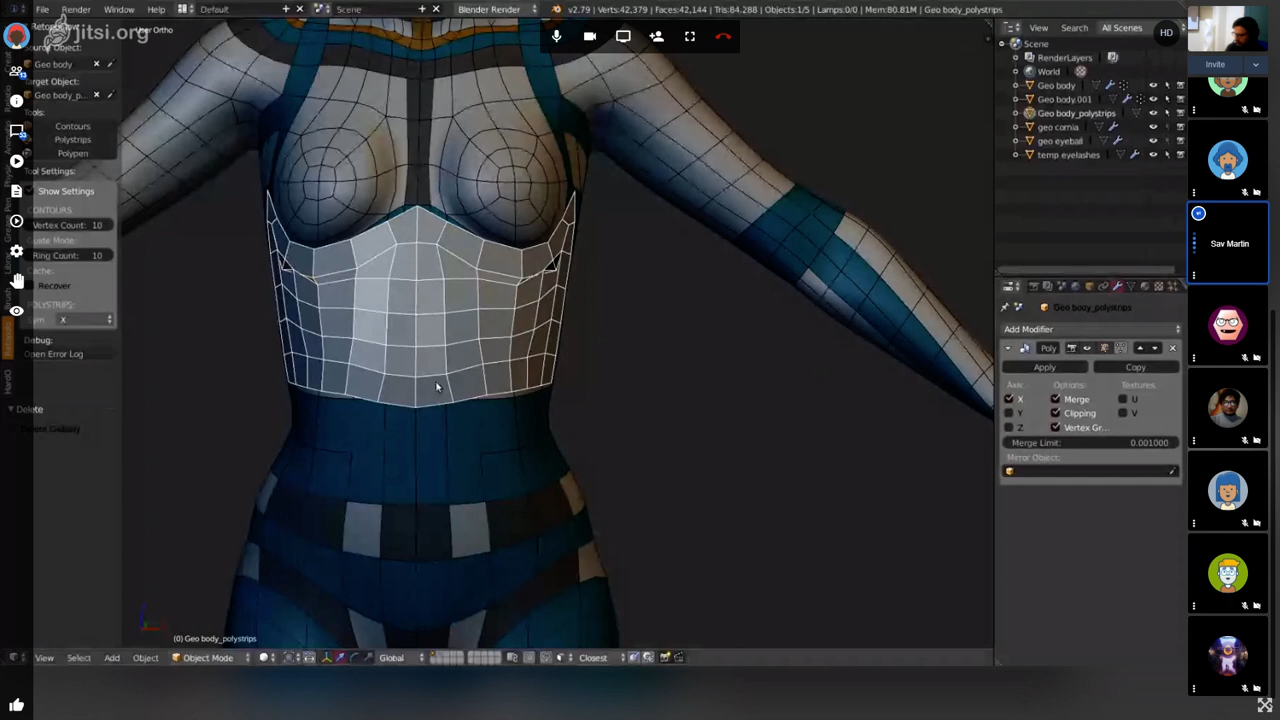 File Render Window Help
Default
Scene
Blender Render
v2.79 | Verts:42,379 | Faces:42,144 | Tris:84,288 | Objects:1/5 | Lamps:0/0 | Mem:80.81M | Geo body_polystrips
jitsi.org
User Ortho
Source Object:
Geo body
Target Object:
Geo body_p...
Tools:
Contours
Polystrips
Polypen
Tool Settings:
Show Settings
CONTOURS:
Vertex Count: 10
Guide Mode:
Ring Count: 10
Cache:
Recover
POLYSTRIPS:
Sym X
Debug:
Open Error Log
Delete
(0) Geo body_polystrips
View Select Add Object
Object Mode
Global
Closest
View Search All Scenes
HD
Scene
RenderLayers
World
Geo body
Geo body.001
Geo body_polystrips
geo cornia
geo eyeball
temp eyelashes
Geo body_polystrips
Add Modifier
Poly
Apply Copy
Axis: Options: Textures:
X Merge U
Y Clipping V
Z Vertex Gr...
Merge Limit: 0.001000
Mirror Object:
Invite
Sav Martin